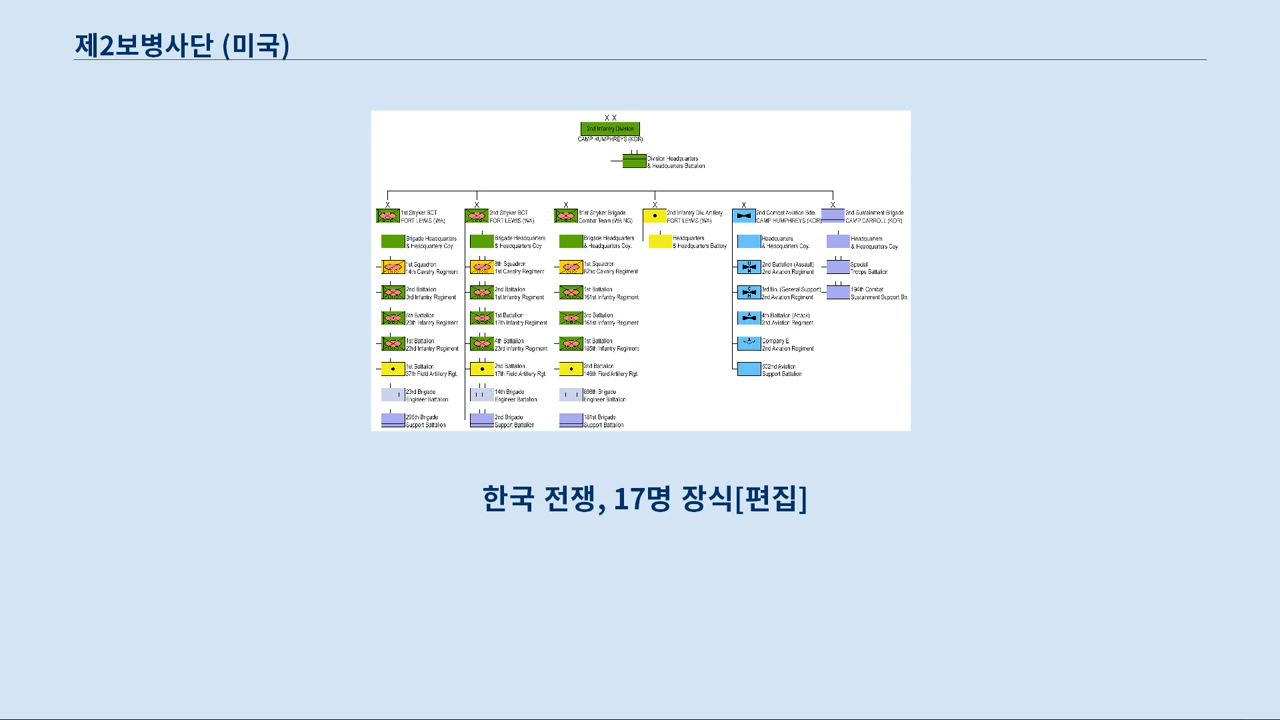 제2보병사단 (미국)
X X
2nd Infantry Division
CAMP HUMPHREYS (KOR)
Division Headquarters
& Headquarters Battalion
X X X X X X
1st Stryker BCT
FORT LEWIS (WA)
2nd Stryker BCT
FORT LEWIS (WA)
81st Stryker Brigade
Combat Team (WA NG)
2nd Infantry Div. Artillery
FORT LEWIS (WA)
2nd Combat Aviation Bde.
CAMP HUMPHREYS (KOR)
2nd Sustainment Brigade
CAMP CARROLL (KOR)
Brigade Headquarters
& Headquarters Coy.
Brigade Headquarters
& Headquarters Coy
Brigade Headquarters
& Headquarters Coy.
Headquarters
& Headquarters Battery
Headquarters
& Headquarters Coy.
Headquarters
& Headquarters Coy
1st Squadron
14th Cavalry Regiment
8th Squadron
1st Cavalry Regiment
1st Squadron
82nd Cavalry Regiment
2nd Battalion (Assault)
2nd Aviation Regiment
Special
Troops Battalion
2nd Battalion
3rd Infantry Regiment
2nd Battalion
1st Infantry Regiment
1st Battalion
161st Infantry Regiment
3rd Bn. (General Support)
2nd Aviation Regiment
194th Combat
Sustainment Support Bn.
5th Battalion
20th Infantry Regiment
1st Battalion
17th Infantry Regiment
3rd Battalion
161st Infantry Regiment
4th Battalion (Attack)
2nd Aviation Regiment
1st Battalion
23rd Infantry Regiment
4th Battalion
23rd Infantry Regiment
1st Battalion
185th Infantry Regiment
Company E
2nd Aviation Regiment
1st Battalion
37th Field Artillery Rgt.
2nd Battalion
17th Field Artillery Rgt.
2nd Battalion
146th Field Artillery Rgt.
602nd Aviation
Support Battalion
23rd Brigade
Engineer Battalion
14th Brigade
Engineer Battalion
898th Brigade
Engineer Battalion
296th Brigade
Support Battalion
2nd Brigade
Support Battalion
181st Brigade
Support Battalion
한국 전쟁, 17명 장식[편집]